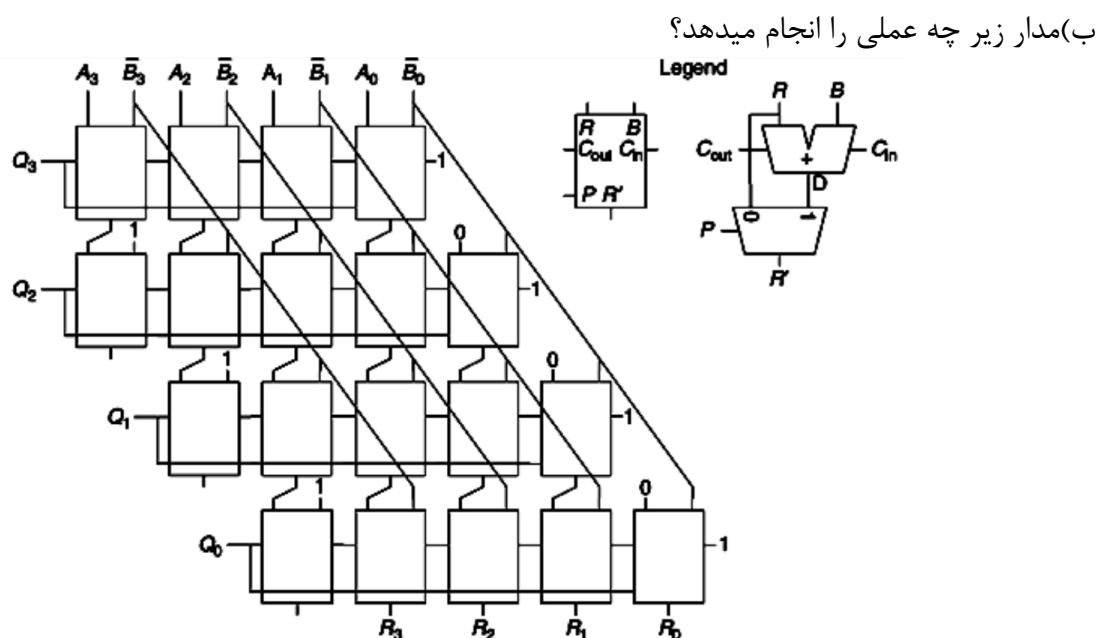 ب)مدار زیر چه عملی را انجام میدهد؟
Legend
A₃ B̅₃ A₂ B̅₂ A₁ B̅₁ A₀ B̅₀
R B
R B
Q₃ 1 Cout Cin Cout + Cin
D
P R' 0 1
P
1 0
R'
Q₂ 1
1 0
Q₁ 1
1 0
Q₀ 1
R₃ R₂ R₁ R₀